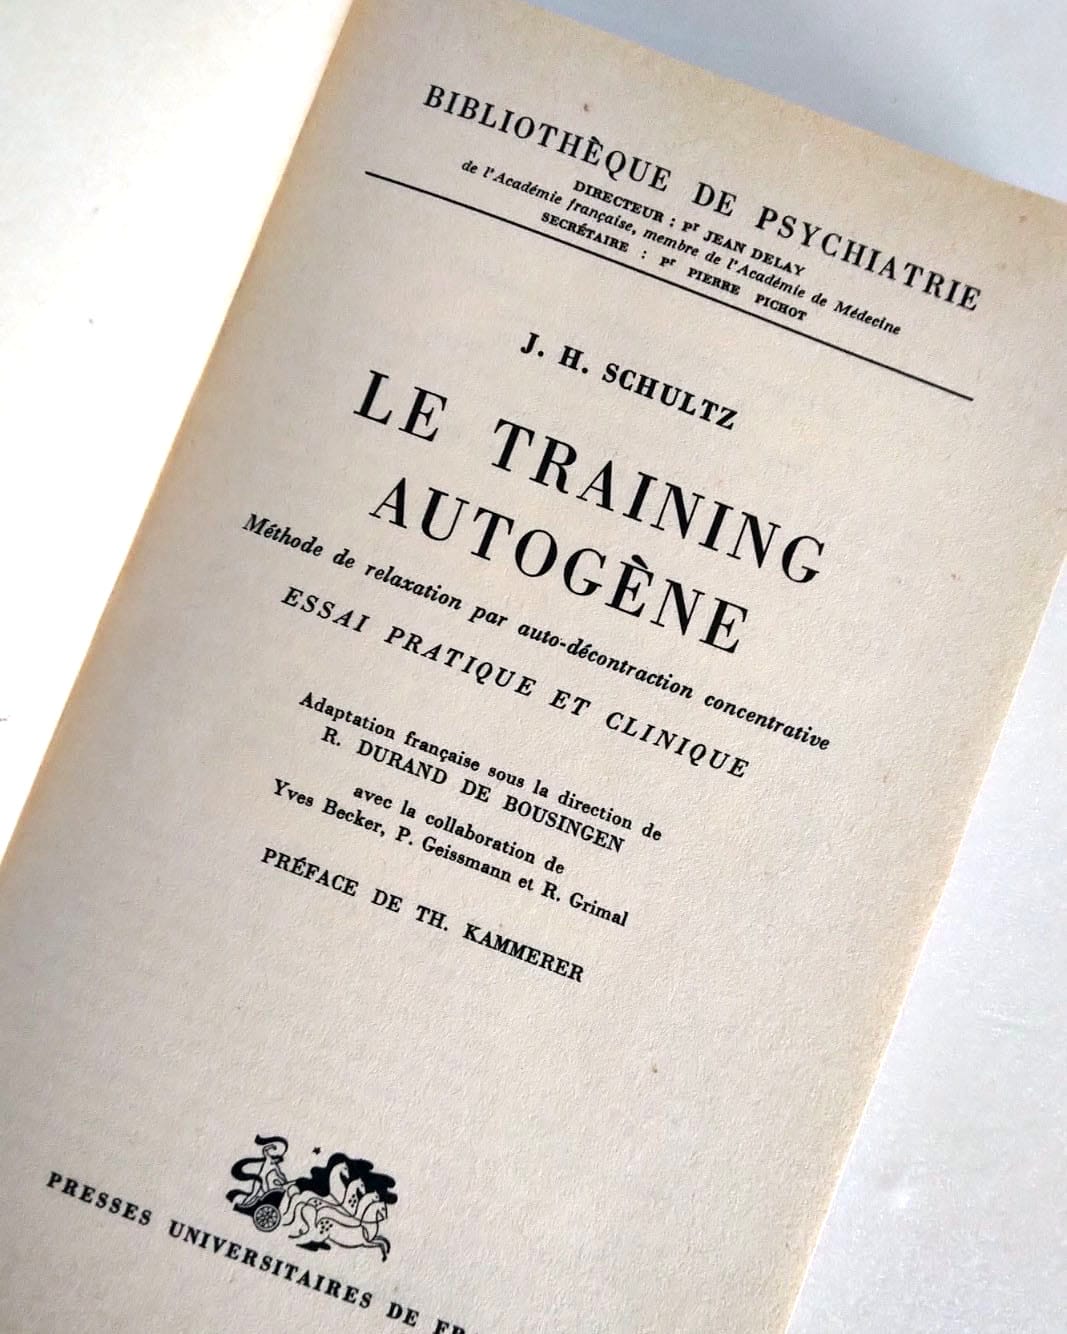 BIBLIOTHÈQUE DE PSYCHIATRIE
DIRECTEUR : Pr JEAN DELAY
de l'Académie française, membre de l'Académie de Médecine
SECRÉTAIRE : Pr PIERRE PICHOT
J. H. SCHULTZ
LE TRAINING
AUTOGÈNE
Méthode de relaxation par auto-décontraction concentrative
ESSAI PRATIQUE ET CLINIQUE
Adaptation française sous la direction de
R. DURAND DE BOUSINGEN
avec la collaboration de
Yves Becker, P. Geissmann et R. Grimal
PRÉFACE DE TH. KAMMERER
PRESSES UNIVERSITAIRES DE